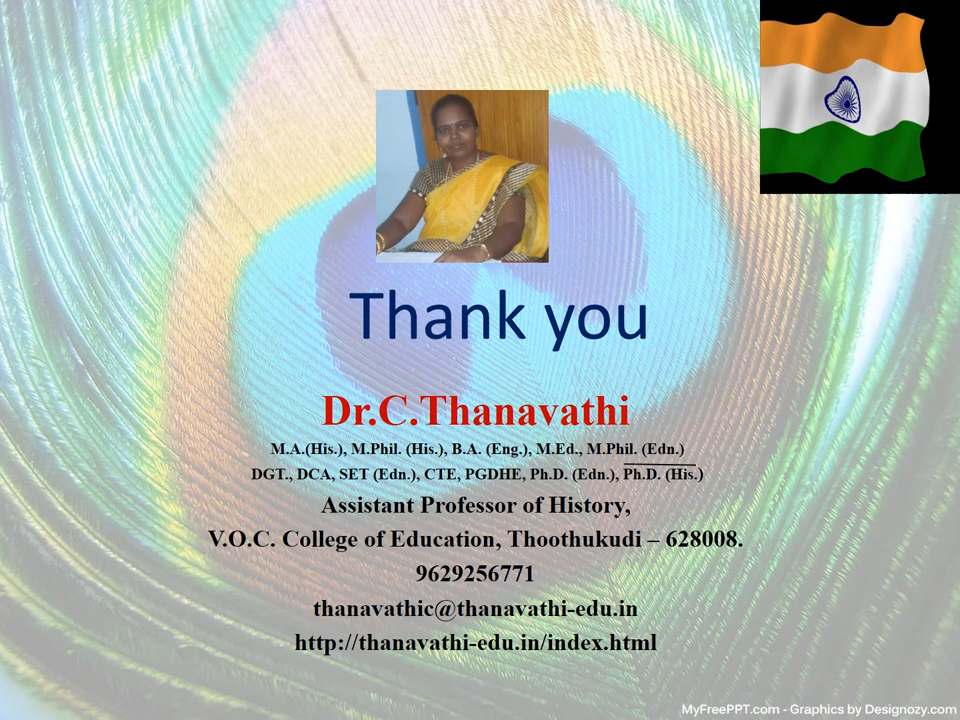 Thank you
Dr.C.Thanavathi
M.A.(His.), M.Phil. (His.), B.A. (Eng.), M.Ed., M.Phil. (Edn.)
DGT., DCA, SET (Edn.), CTE, PGDHE, Ph.D. (Edn.), Ph.D. (His.)
Assistant Professor of History,
V.O.C. College of Education, Thoothukudi – 628008.
9629256771
thanavathic@thanavathi-edu.in
http://thanavathi-edu.in/index.html
MyFreePPT.com - Graphics by Designozy.com